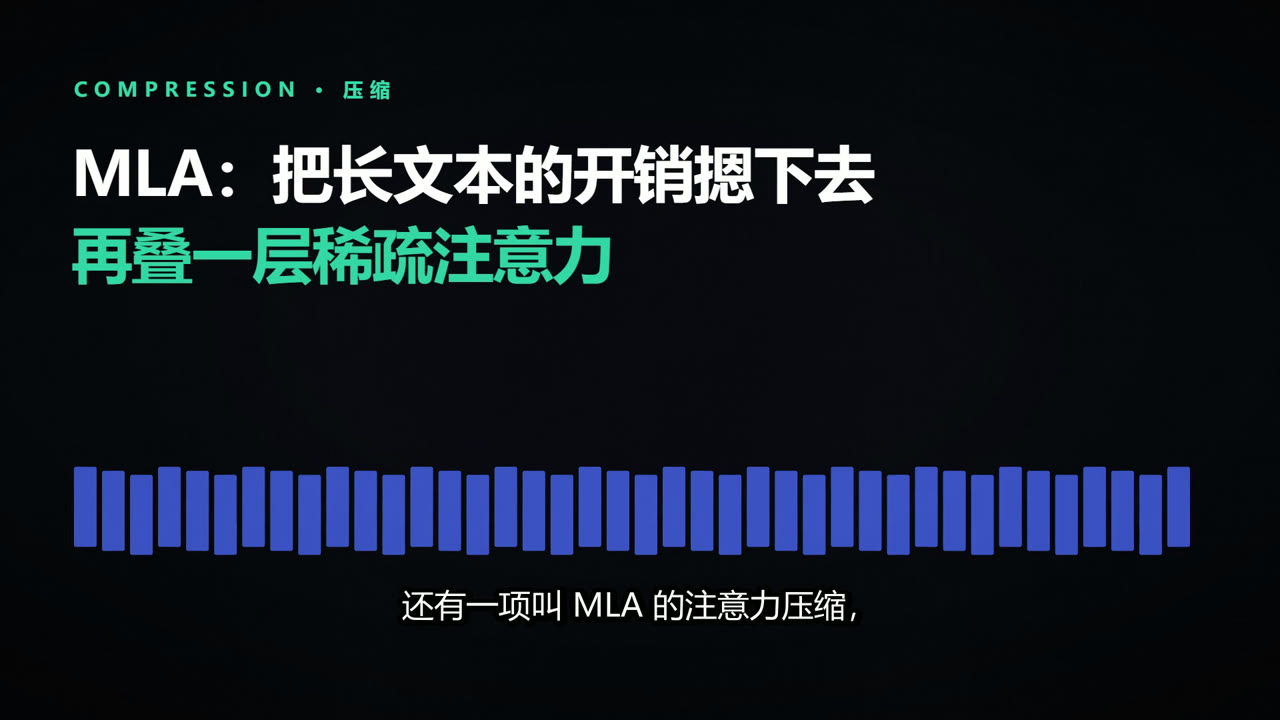 COMPRESSION · 压缩
MLA：把长文本的开销摁下去
再叠一层稀疏注意力
还有一项叫 MLA 的注意力压缩，